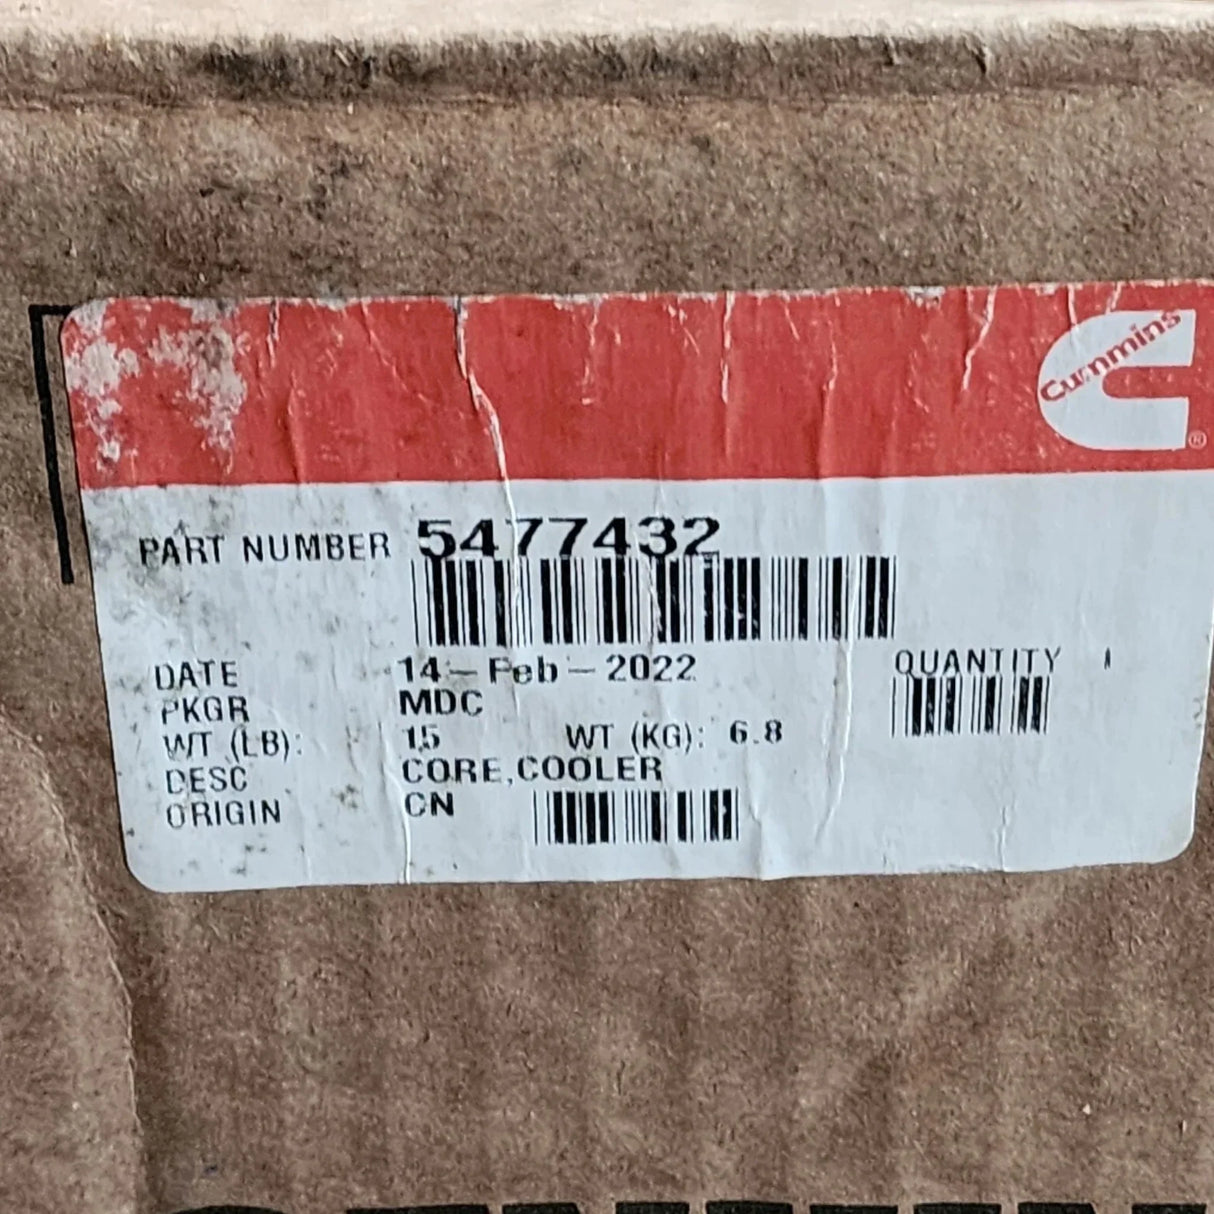 Cummins
®
PART NUMBER 5477432
DATE 14-Feb-2022 QUANTITY 1
PKGR MDC
WT (LB): 15 WT (KG): 6.8
DESC CORE,COOLER
ORIGIN CN